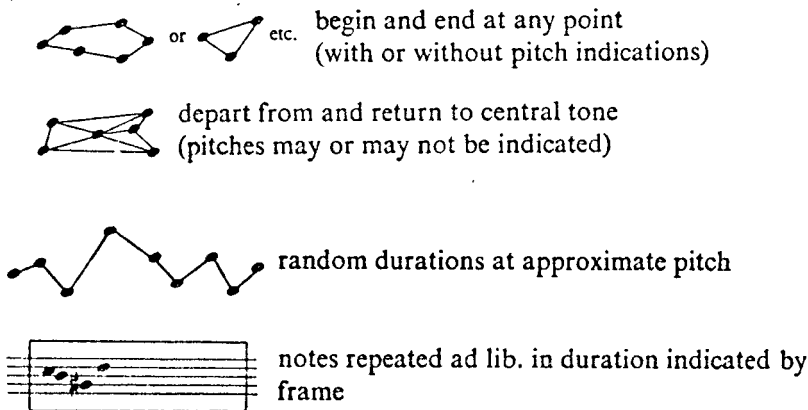 or etc. begin and end at any point
(with or without pitch indications)
depart from and return to central tone
(pitches may or may not be indicated)
random durations at approximate pitch
notes repeated ad lib. in duration indicated by
frame